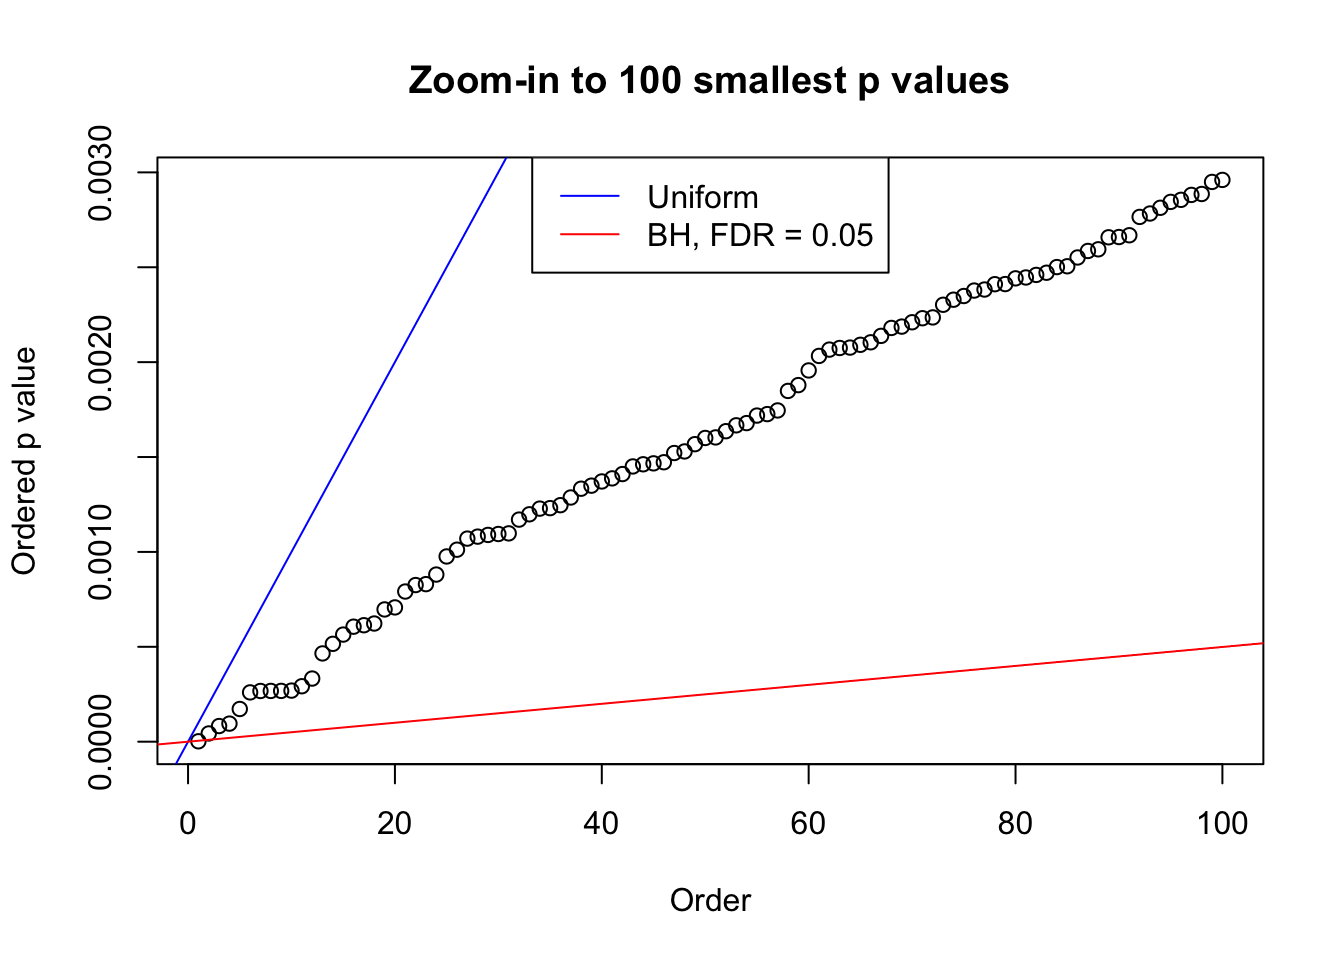 Zoom-in to 100 smallest p values
Uniform
BH, FDR = 0.05
Ordered p value
0.0030
0.0020
0.0010
0.0000
0 20 40 60 80 100
Order